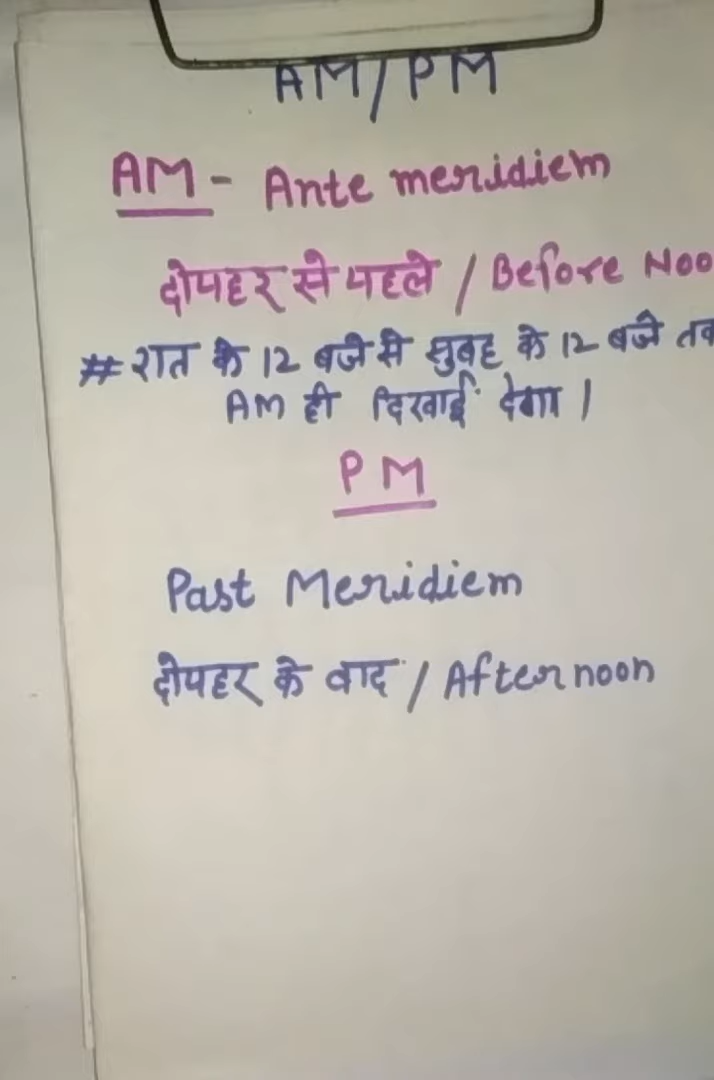 AM/PM
AM - Ante meridiem
दोपहर से पहले / Before Noo
# रात के 12 बजे से सुबह के 12 बजे तक
AM ही दिखाई देगा ।
PM
Past Meridiem
दोपहर के बाद / Afternoon